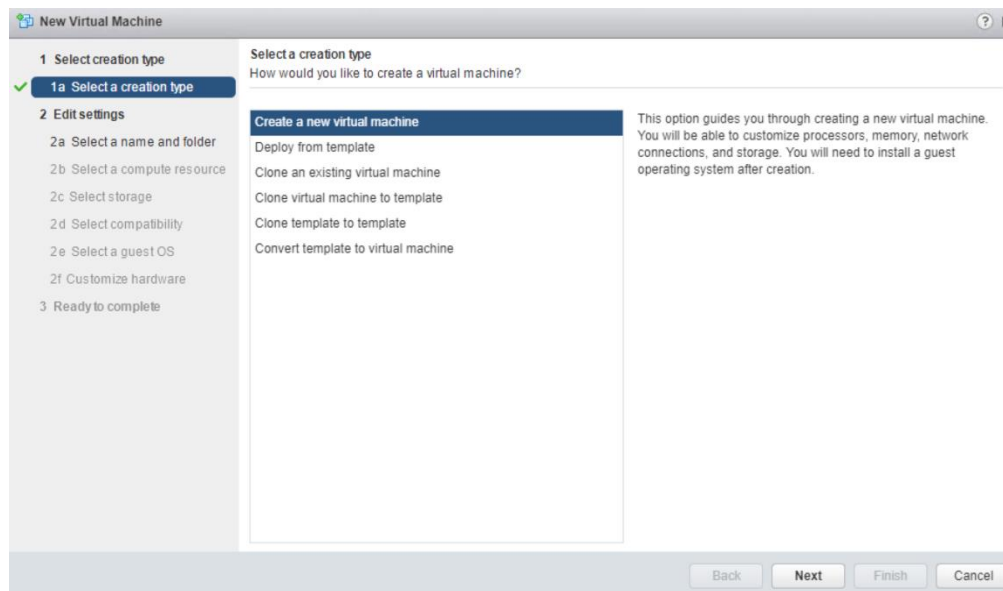 New Virtual Machine
?
1 Select creation type
1a Select a creation type
2 Edit settings
2a Select a name and folder
2b Select a compute resource
2c Select storage
2d Select compatibility
2e Select a guest OS
2f Customize hardware
3 Ready to complete
Select a creation type
How would you like to create a virtual machine?
Create a new virtual machine
Deploy from template
Clone an existing virtual machine
Clone virtual machine to template
Clone template to template
Convert template to virtual machine
This option guides you through creating a new virtual machine.
You will be able to customize processors, memory, network
connections, and storage. You will need to install a guest
operating system after creation.
Back
Next
Finish
Cancel